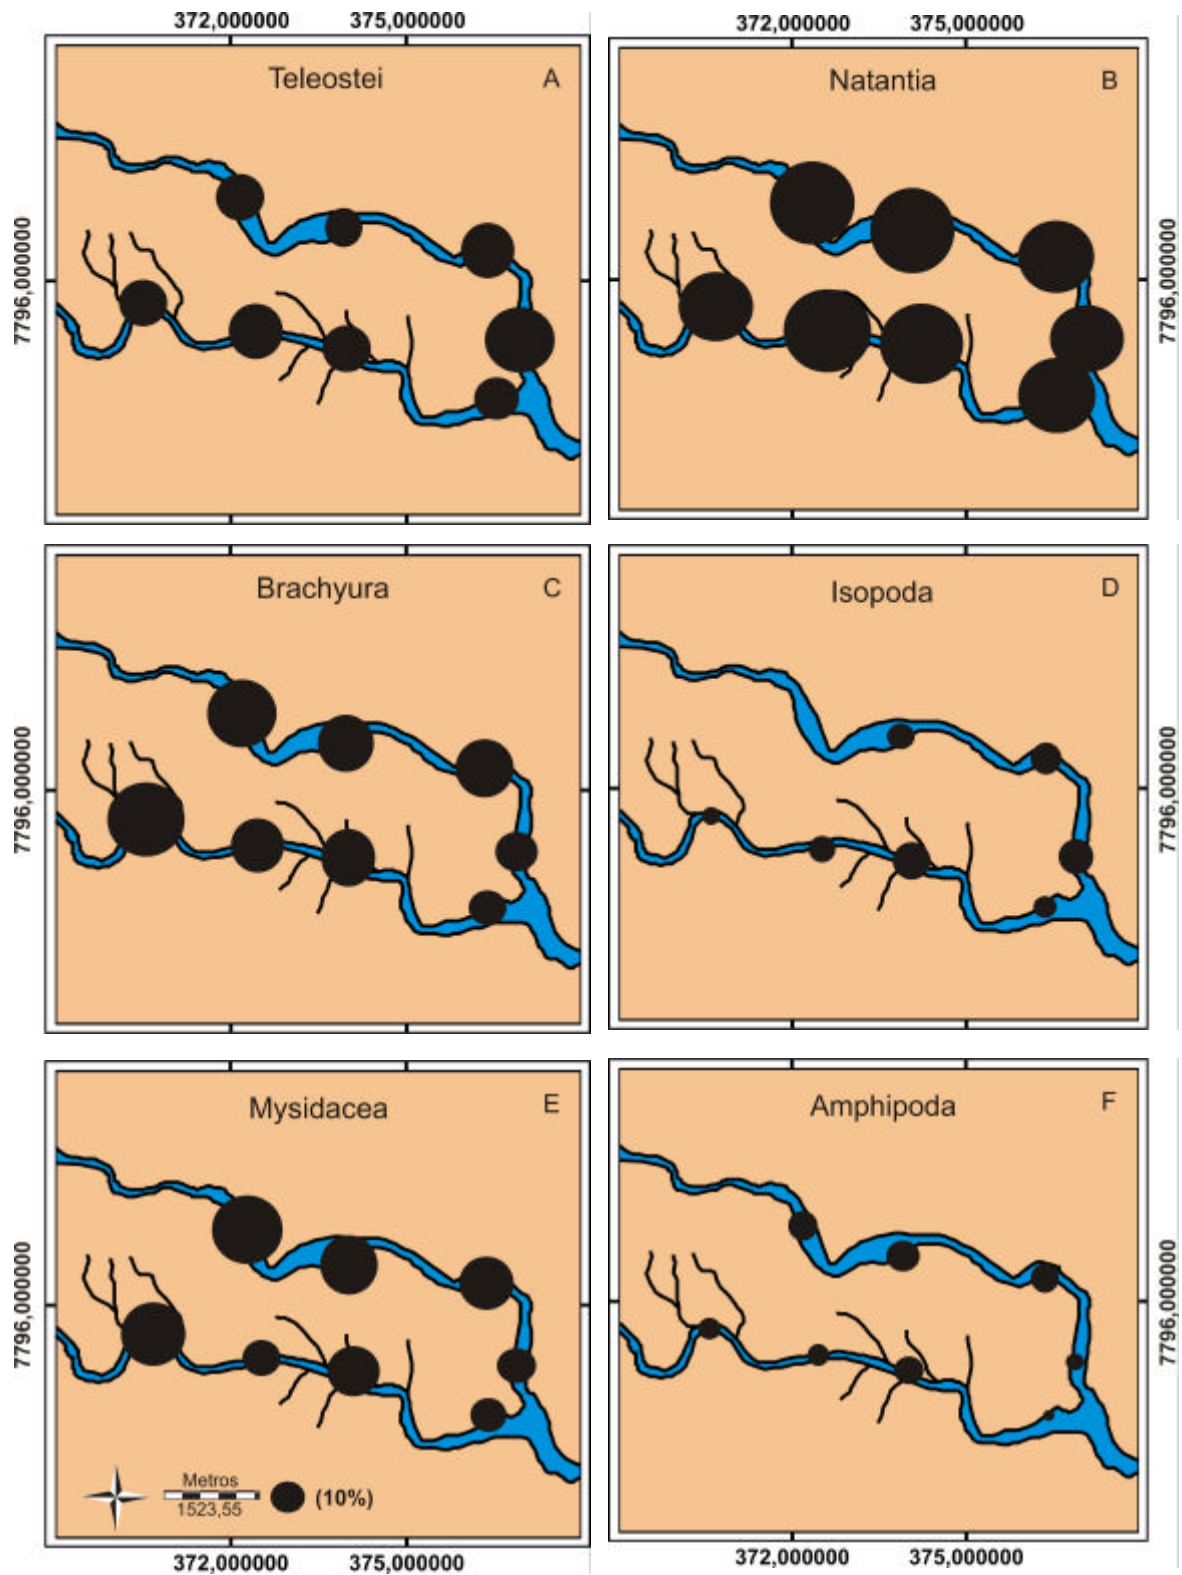 372,000000 375,000000 372,000000 375,000000
Teleostei A
Natantia B
7796,000000
7796,000000
Brachyura C
Isopoda D
7796,000000
7796,000000
Mysidacea E
Amphipoda F
7796,000000
7796,000000
Metros
1523,55
(10%)
372,000000 375,000000 372,000000 375,000000